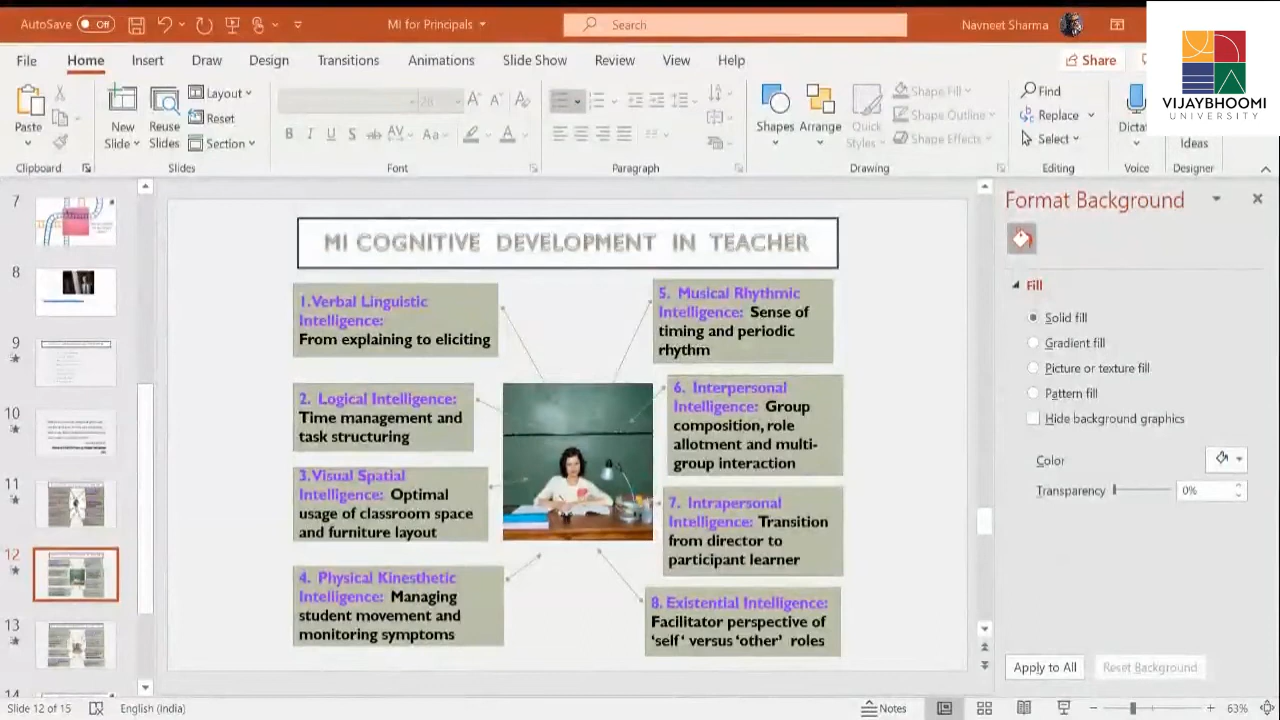 AutoSave Off
MI for Principals
Search
Navneet Sharma
File Home Insert Draw Design Transitions Animations Slide Show Review View Help
Share
VIJAYBHOOMI
UNIVERSITY
Paste
New
Slide
Reuse
Slides
Layout
Reset
Section
Shapes
Arrange
Quick
Styles
Shape Fill
Shape Outline
Shape Effects
Find
Replace
Select
Dictat
Ideas
Clipboard
Slides
Font
Paragraph
Drawing
Editing
Voice
Designer
7
8
9
10
11
12
13
14
MI COGNITIVE DEVELOPMENT IN TEACHER
1.Verbal Linguistic
Intelligence:
From explaining to eliciting
2. Logical Intelligence:
Time management and
task structuring
3.Visual Spatial
Intelligence: Optimal
usage of classroom space
and furniture layout
4. Physical Kinesthetic
Intelligence: Managing
student movement and
monitoring symptoms
5. Musical Rhythmic
Intelligence: Sense of
timing and periodic
rhythm
6. Interpersonal
Intelligence: Group
composition, role
allotment and multi-
group interaction
7. Intrapersonal
Intelligence: Transition
from director to
participant learner
8. Existential Intelligence:
Facilitator perspective of
‘self‘ versus ‘other’ roles
Format Background
Fill
Solid fill
Gradient fill
Picture or texture fill
Pattern fill
Hide background graphics
Color
Transparency 0%
Apply to All
Reset Background
Slide 12 of 15
English (India)
Notes
63%